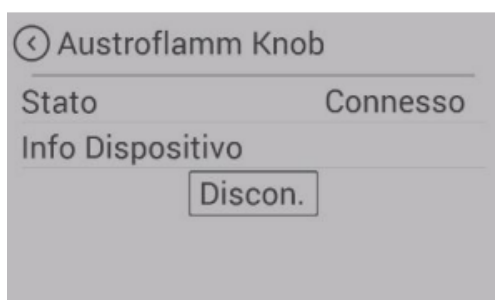 Austroflamm Knob
Stato Connesso
Info Dispositivo
Discon.